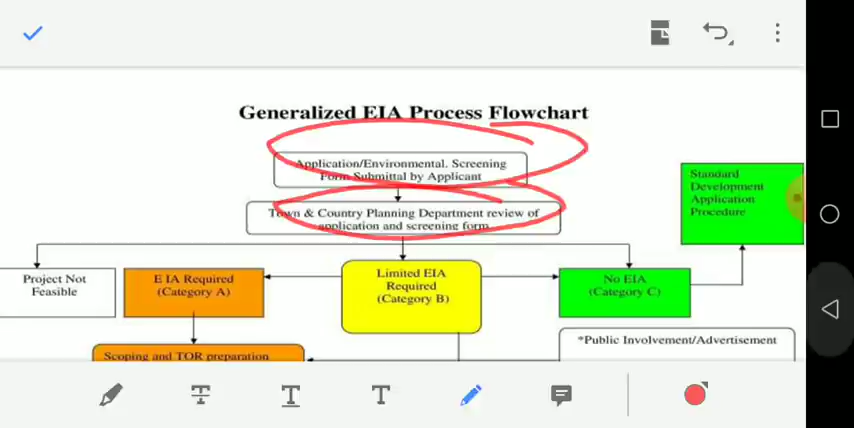 Generalized EIA Process Flowchart
Application/Environmental. Screening
Form Submittal by Applicant
Town & Country Planning Department review of
application and screening form
Standard
Development
Application
Procedure
Project Not
Feasible
E IA Required
(Category A)
Limited EIA
Required
(Category B)
No EIA
(Category C)
*Public Involvement/Advertisement
Scoping and TOR preparation
T
T
T